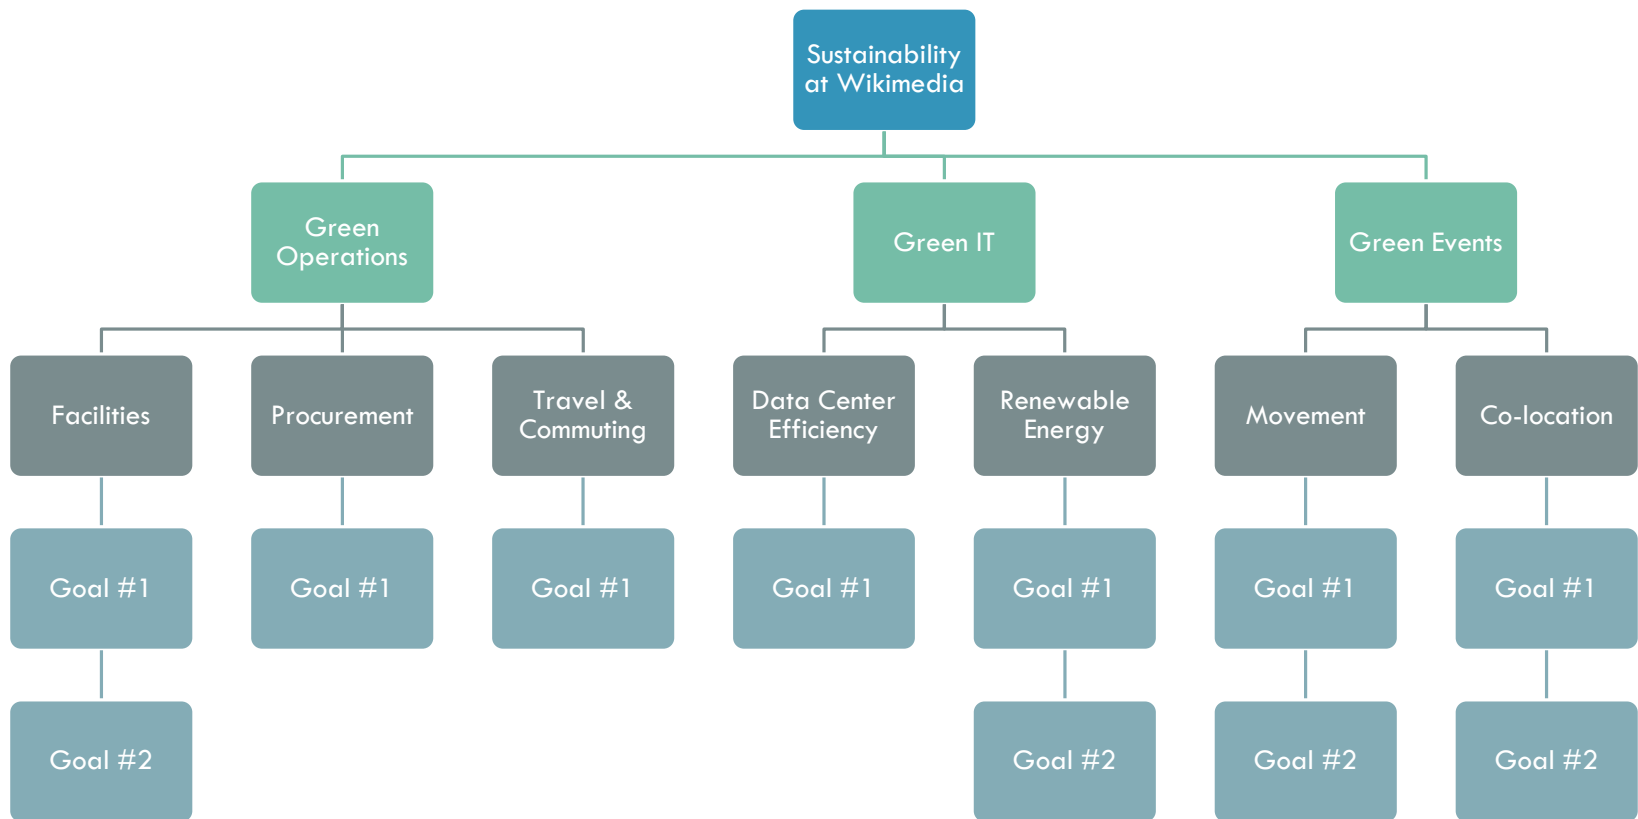 Sustainability
at Wikimedia
Green
Operations
Green IT
Green Events
Facilities
Procurement
Travel &
Commuting
Data Center
Efficiency
Renewable
Energy
Movement
Co-location
Goal #1
Goal #1
Goal #1
Goal #1
Goal #1
Goal #1
Goal #1
Goal #2
Goal #2
Goal #2
Goal #2